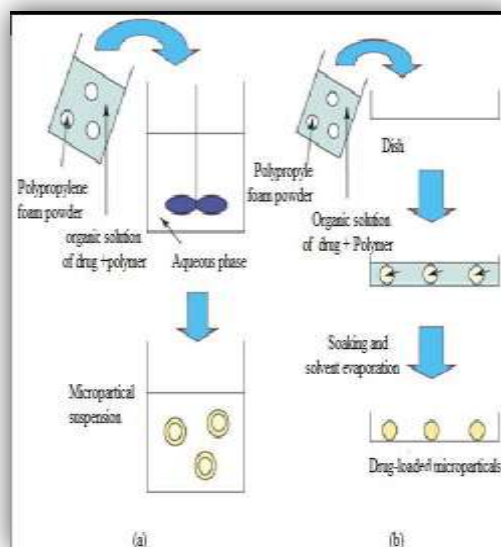 Polypropylene
foam powder
organic solution
of drug +polymer
Aqueous phase
Micropartical
suspension
(a)
Polypropyle
foam powder
Dish
Organic Solution
of drug + Polymer
Soaking and
solvent evaporation
Drug-loaded microparticals
(b)